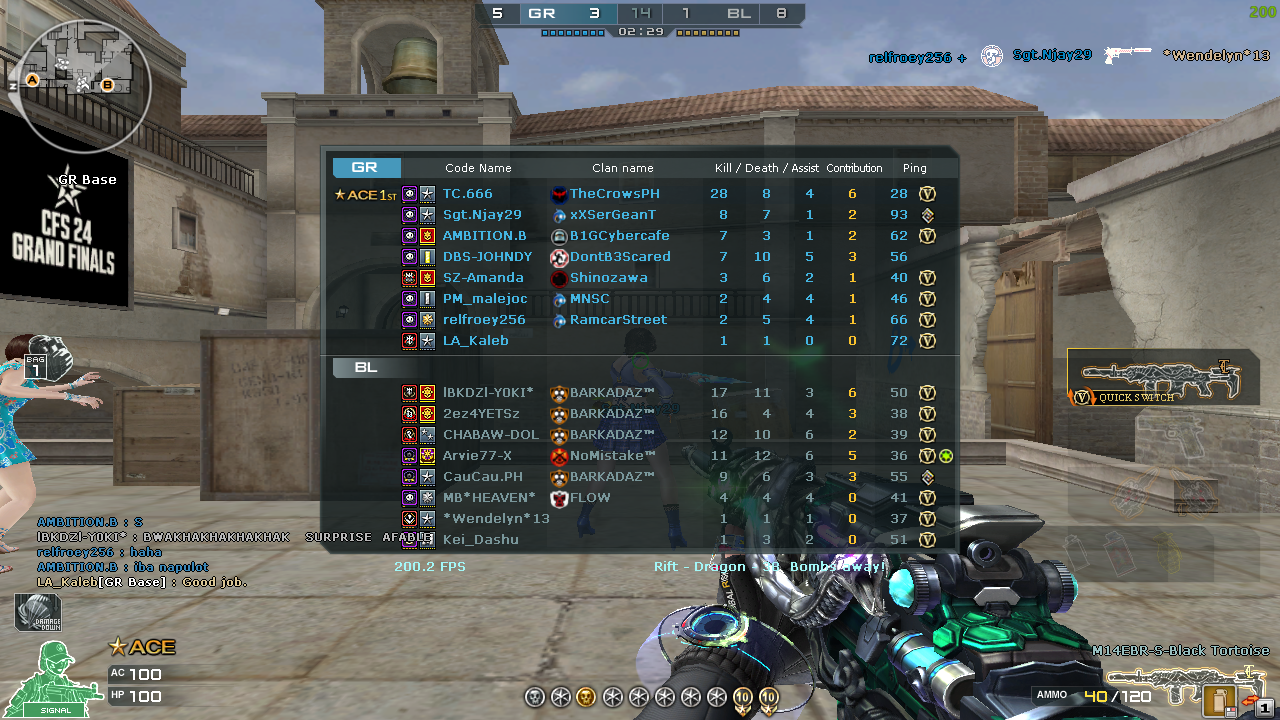 5 GR 3 14 1 BL 8
200
02:29
relfroey256 + Sgt.Njay29 *Wendelyn*13
Z A B
GR Base
CFS 24
GRAND FINALS
GR Code Name Clan name Kill / Death / Assist Contribution Ping
ACE 1ST TC.666 TheCrowsPH 28 8 4 6 28 V
Sgt.Njay29 xXSerGeanT 8 7 1 2 93
AMBITION.B B1GCybercafe 7 3 1 2 62 V
DBS-JOHNDY DontB3Scared 7 10 5 3 56
SZ-Amanda Shinozawa 3 6 2 1 40 V
PM_malejoc MNSC 2 4 4 1 46 V
relfroey256 RamcarStreet 2 5 4 1 66 V
LA_Kaleb 1 1 0 0 72 V
BL
lBKDZl-Y0KI* BARKADAZ™ 17 11 3 6 50 V
2ez4YETSz BARKADAZ™ 16 4 4 3 38 V
CHABAW-DOL BARKADAZ™ 12 10 6 2 39 V
Arvie77-X NoMistake™ 11 12 6 5 36 V
CauCau.PH BARKADAZ™ 9 6 3 3 55
MB*HEAVEN* FLOW 4 4 4 0 41 V
*Wendelyn*13 1 1 1 0 37 V
Kei_Dashu 1 3 2 0 51 V
BAG
1
V QUICK SWITCH
AMBITION.B : S
lBKDZl-Y0KI* : BWAKHAKHAKHAKHAK SURPRISE AFABLE
relfroey256 : haha
AMBITION.B : iba napulot
LA_Kaleb[GR Base] : Good job.
200.2 FPS
Rift - Dragon - SB. Bombs away!
DAMAGE
DOWN
ACE
AC 100
HP 100
SIGNAL
10 10
M14EBR-S-Black Tortoise
AMMO 40/120
1